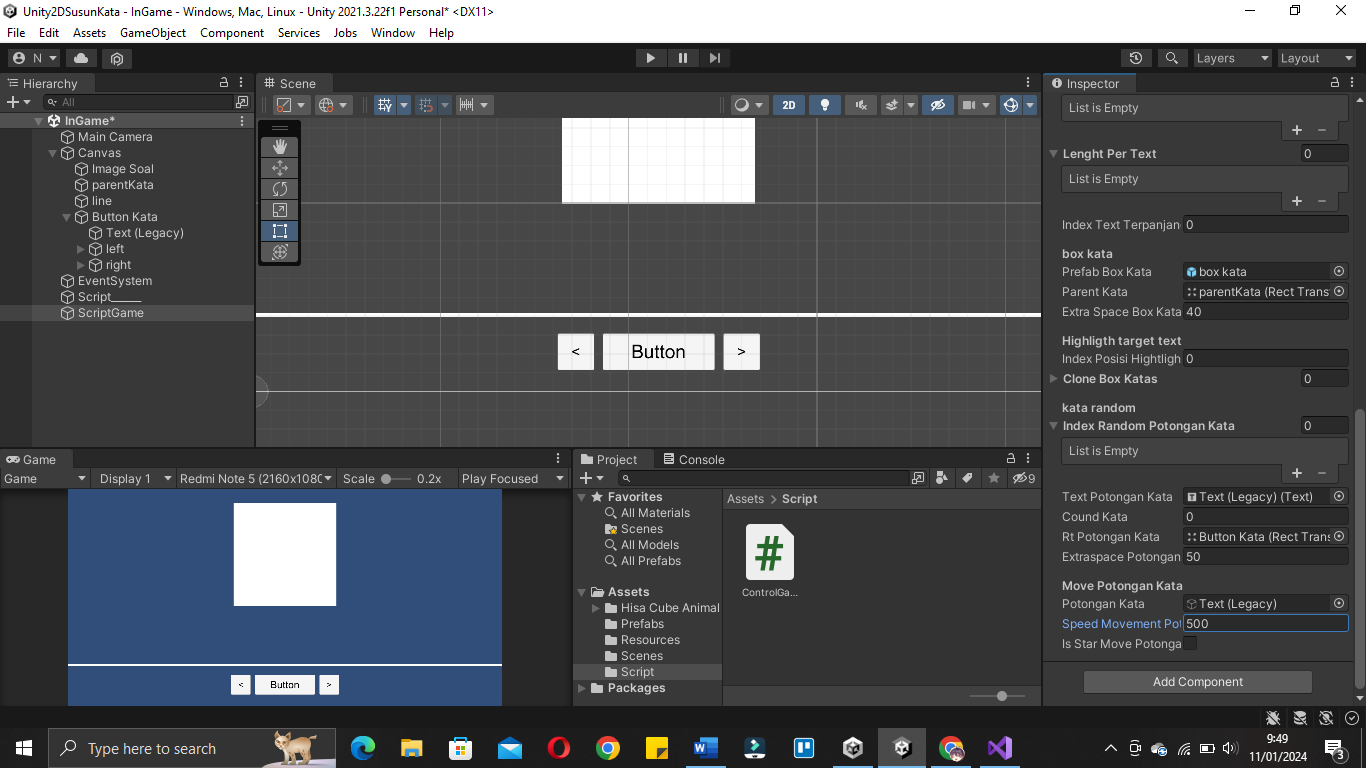 Unity2DSusunKata - InGame - Windows, Mac, Linux - Unity 2021.3.22f1 Personal* <DX11>
File Edit Assets GameObject Component Services Jobs Window Help
N Layers Layout
Hierarchy
All
InGame*
Main Camera
Canvas
Image Soal
parentKata
line
Button Kata
Text (Legacy)
left
right
EventSystem
Script_____
ScriptGame
Scene
2D
< Button >
Game
Game Display 1 Redmi Note 5 (2160x1080 Scale 0.2x Play Focused
< Button >
Project Console
9
Favorites
All Materials
Scenes
All Models
All Prefabs
Assets
Hisa Cube Animal
Prefabs
Resources
Scenes
Script
Packages
Assets > Script
#
ControlGa...
Inspector
List is Empty
+ −
Lenght Per Text 0
List is Empty
+ −
Index Text Terpanjan 0
box kata
Prefab Box Kata box kata
Parent Kata parentKata (Rect Trans
Extra Space Box Kata 40
Highligth target text
Index Posisi Hightligh 0
Clone Box Katas 0
kata random
Index Random Potongan Kata 0
List is Empty
+ −
Text Potongan Kata Text (Legacy) (Text)
Cound Kata 0
Rt Potongan Kata Button Kata (Rect Trans
Extraspace Potongan 50
Move Potongan Kata
Potongan Kata Text (Legacy)
Speed Movement Pot 500
Is Star Move Potonga
Add Component
Type here to search
9:49
11/01/2024
3